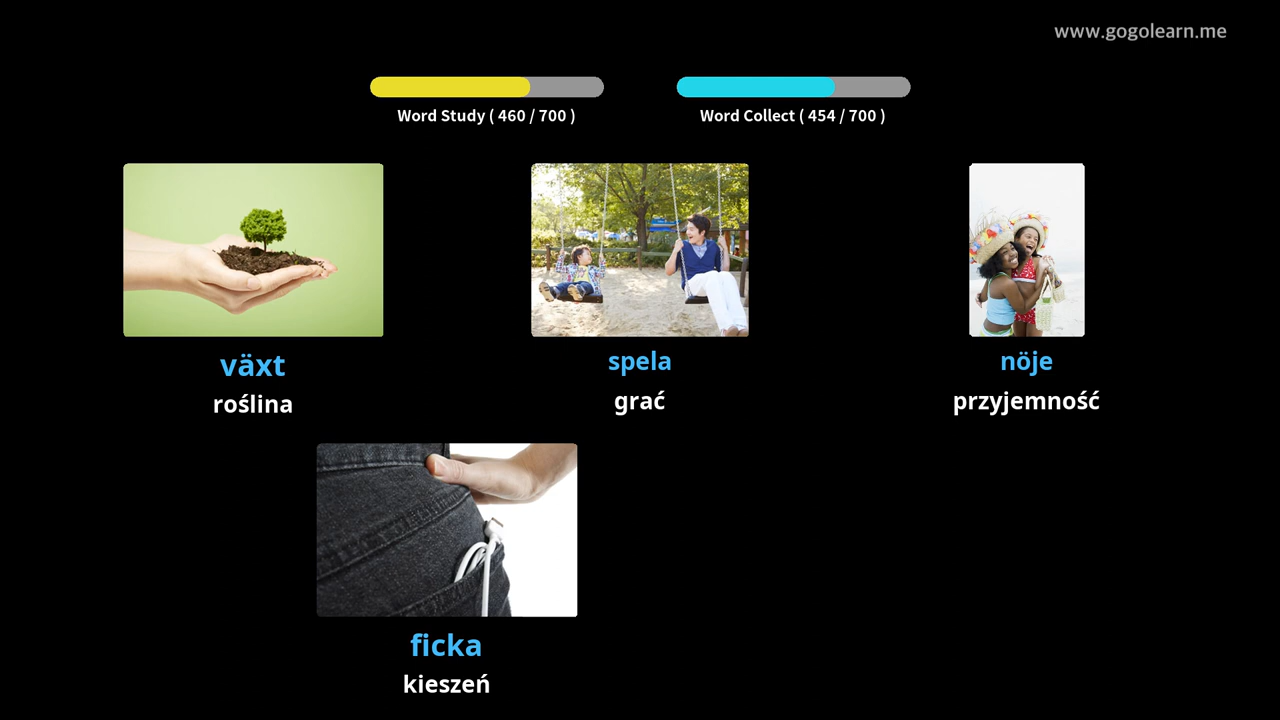 www.gogolearn.me
Word Study ( 460 / 700 )
Word Collect ( 454 / 700 )
växt
roślina
spela
grać
nöje
przyjemność
ficka
kieszeń